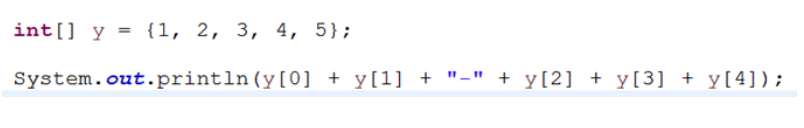 int[] y = {1, 2, 3, 4, 5};
System.out.println(y[0] + y[1] + "-" + y[2] + y[3] + y[4]);